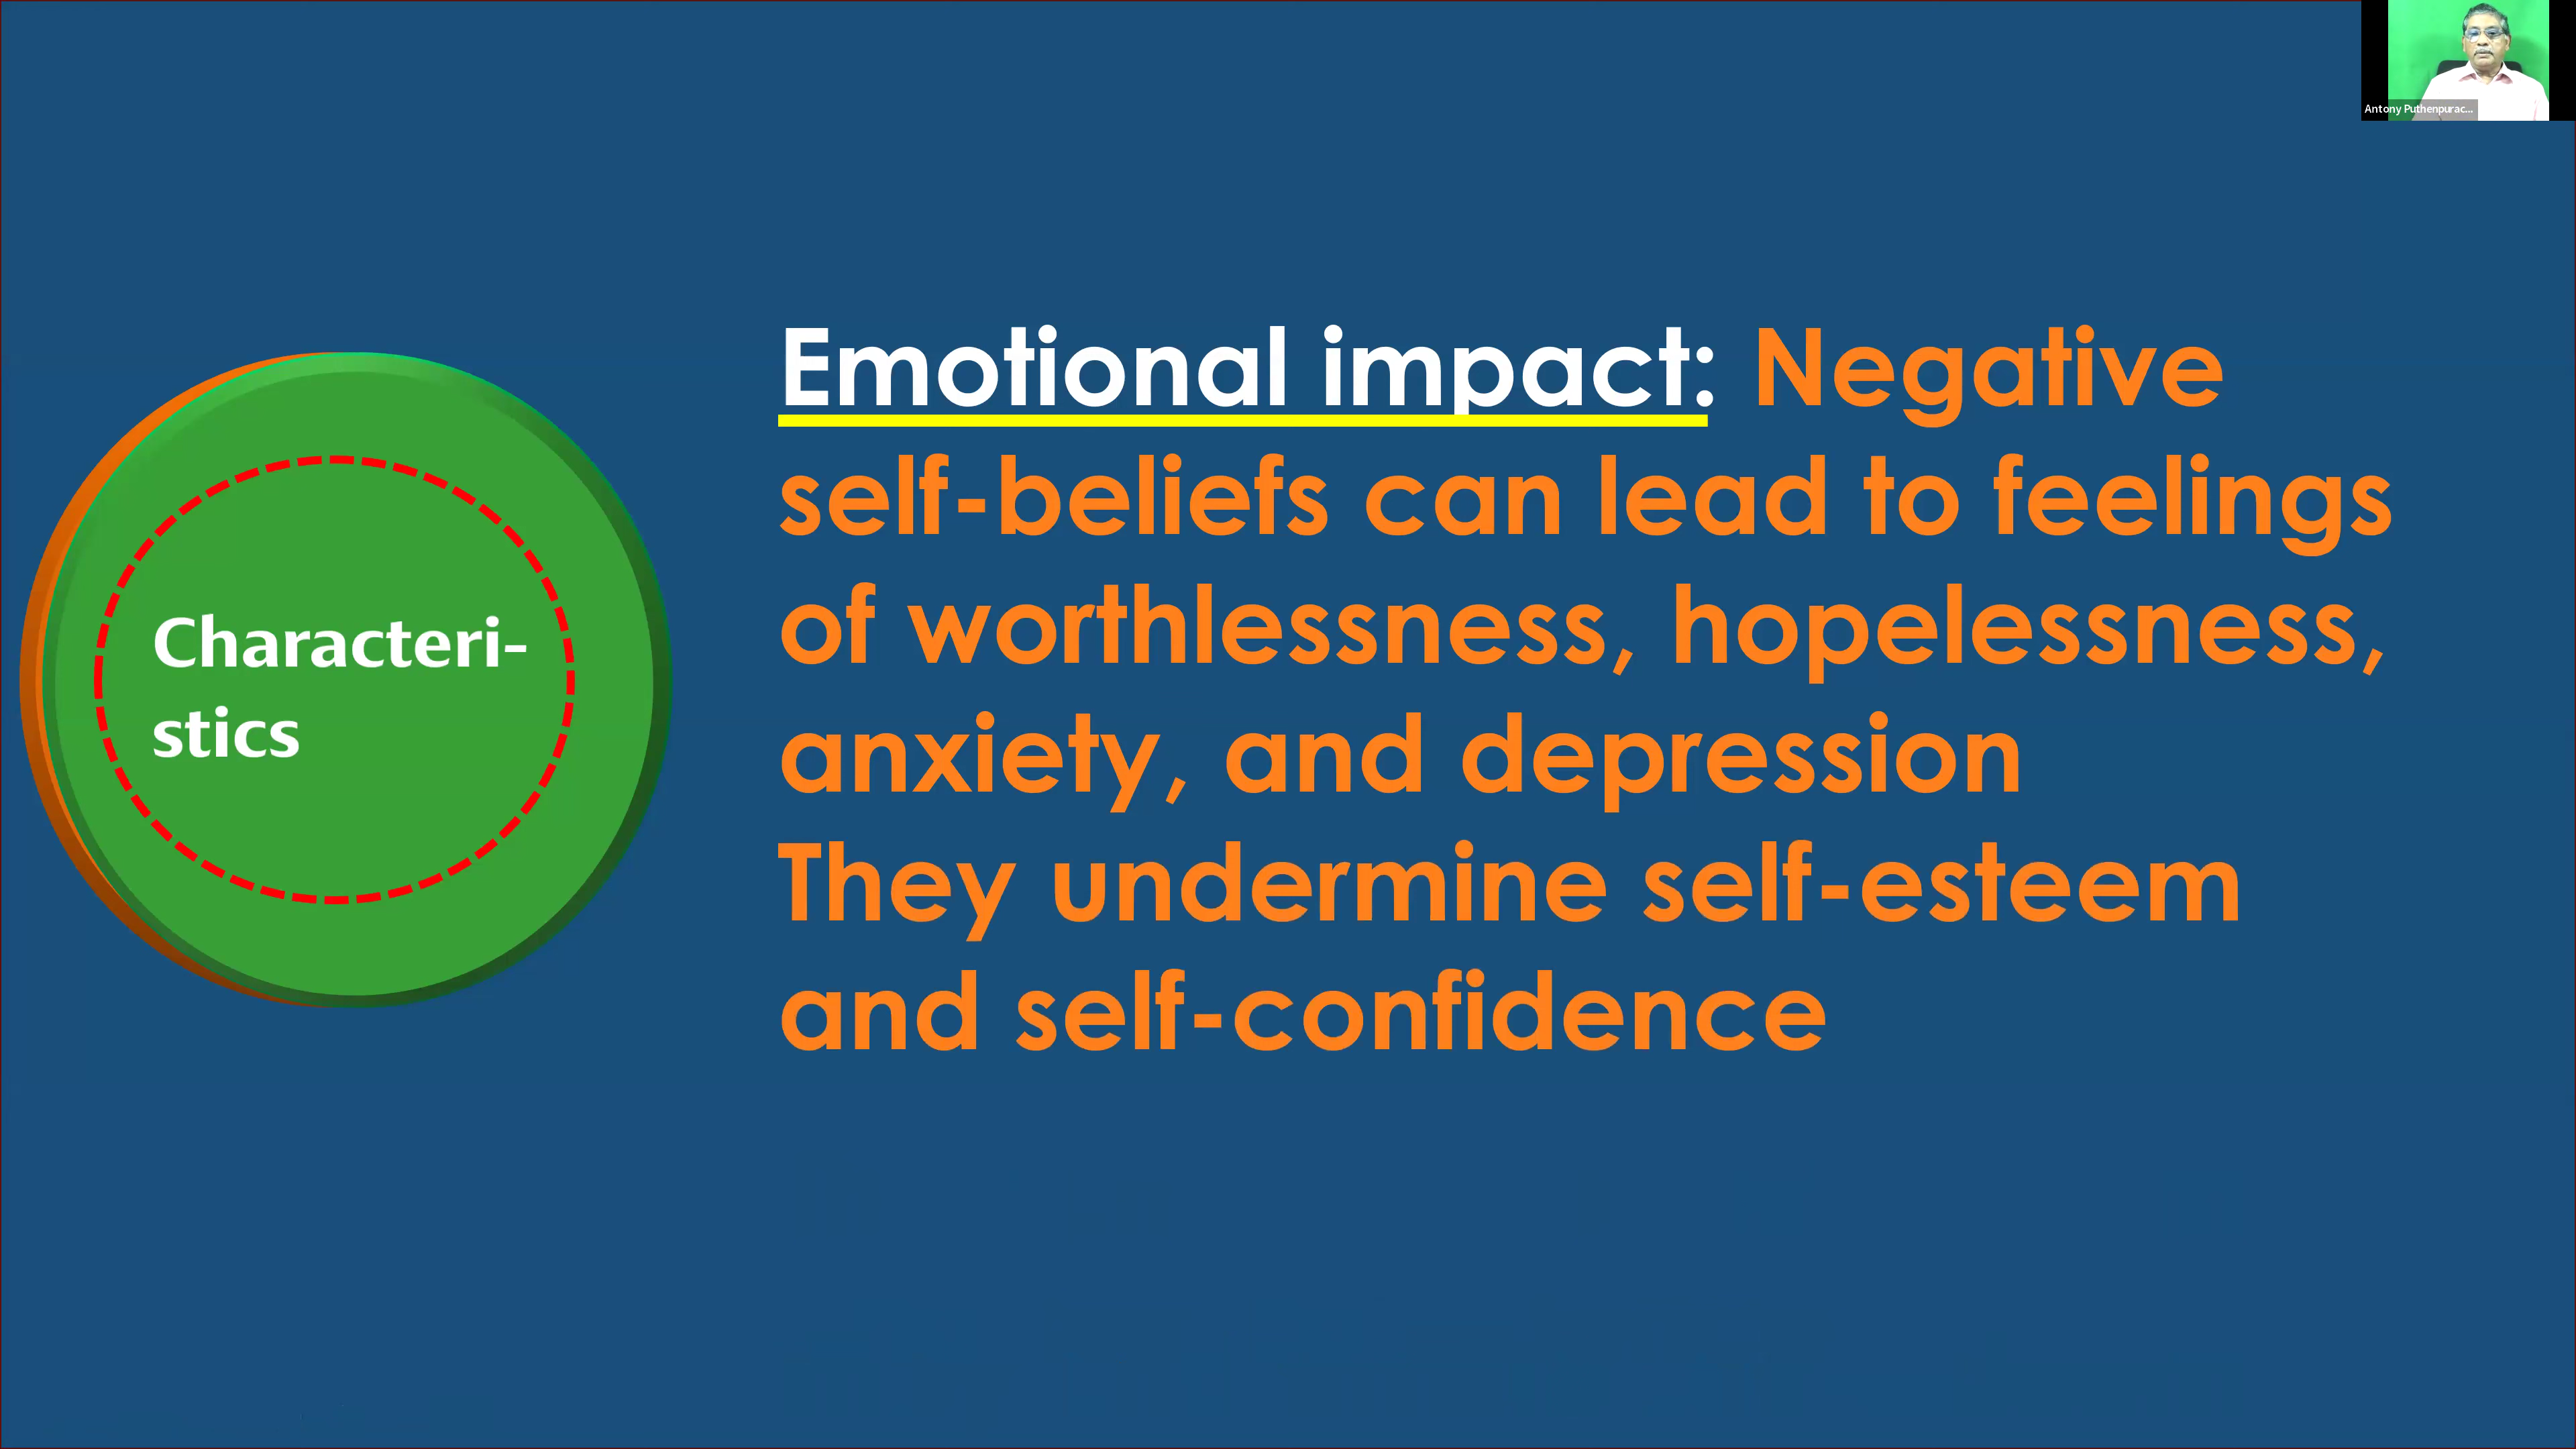 Antony Puthenpurac...
Characteri-
stics
Emotional impact: Negative
self-beliefs can lead to feelings
of worthlessness, hopelessness,
anxiety, and depression
They undermine self-esteem
and self-confidence